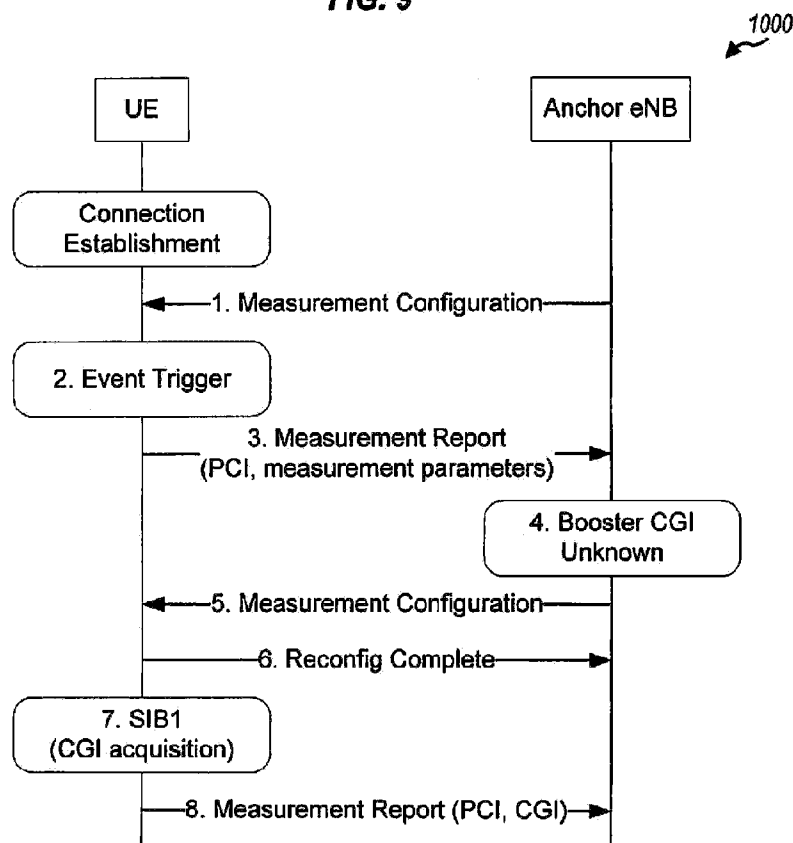 FIG. 9
1000
UE
Anchor eNB
Connection
Establishment
1. Measurement Configuration
2. Event Trigger
3. Measurement Report
(PCI, measurement parameters)
4. Booster CGI
Unknown
5. Measurement Configuration
6. Reconfig Complete
7. SIB1
(CGI acquisition)
8. Measurement Report (PCI, CGI)